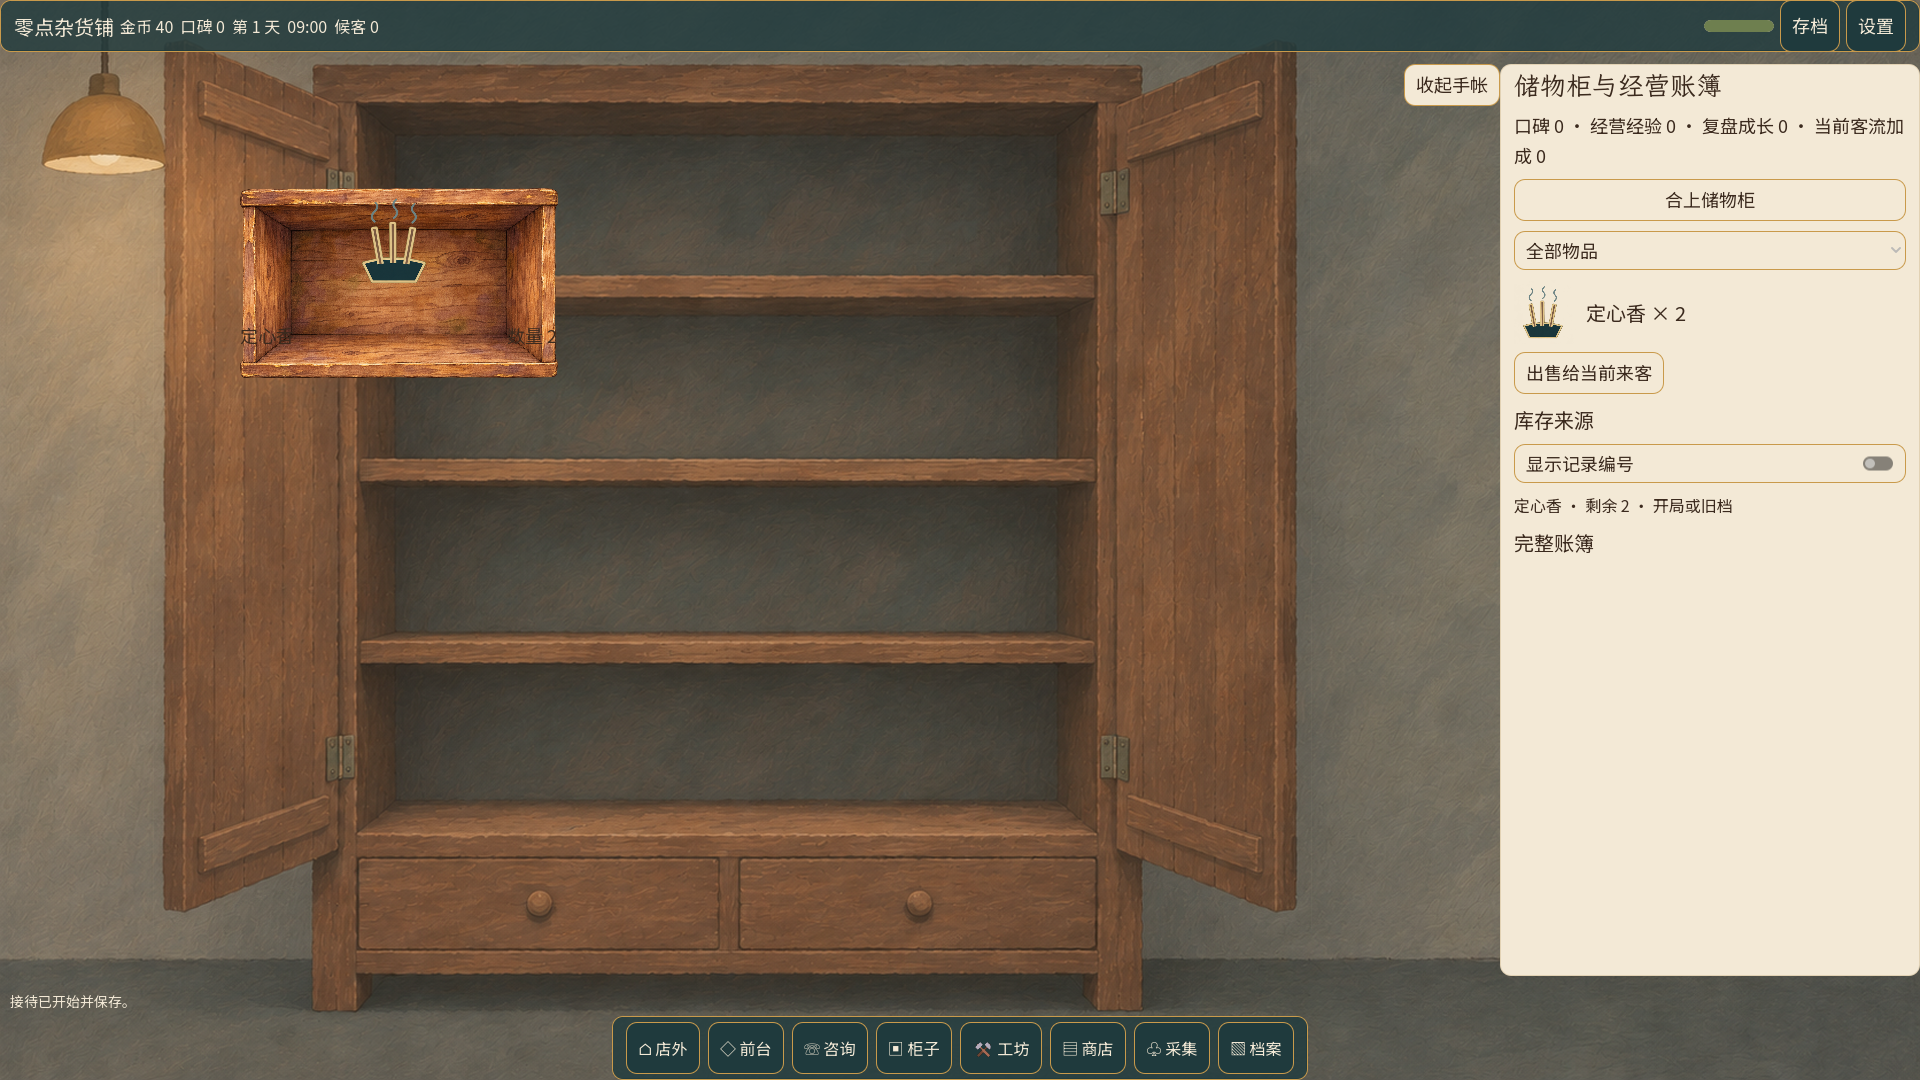 零点杂货铺 金币 40 口碑 0 第 1 天 09:00 候客 0
存档
设置
收起手帐
储物柜与经营账簿
口碑 0 · 经营经验 0 · 复盘成长 0 · 当前客流加
成 0
合上储物柜
全部物品
定心香 × 2
出售给当前来客
库存来源
显示记录编号
定心香 · 剩余 2 · 开局或旧档
完整账簿
定心香
数量 2
接待已开始并保存。
店外
前台
咨询
柜子
工坊
商店
采集
档案